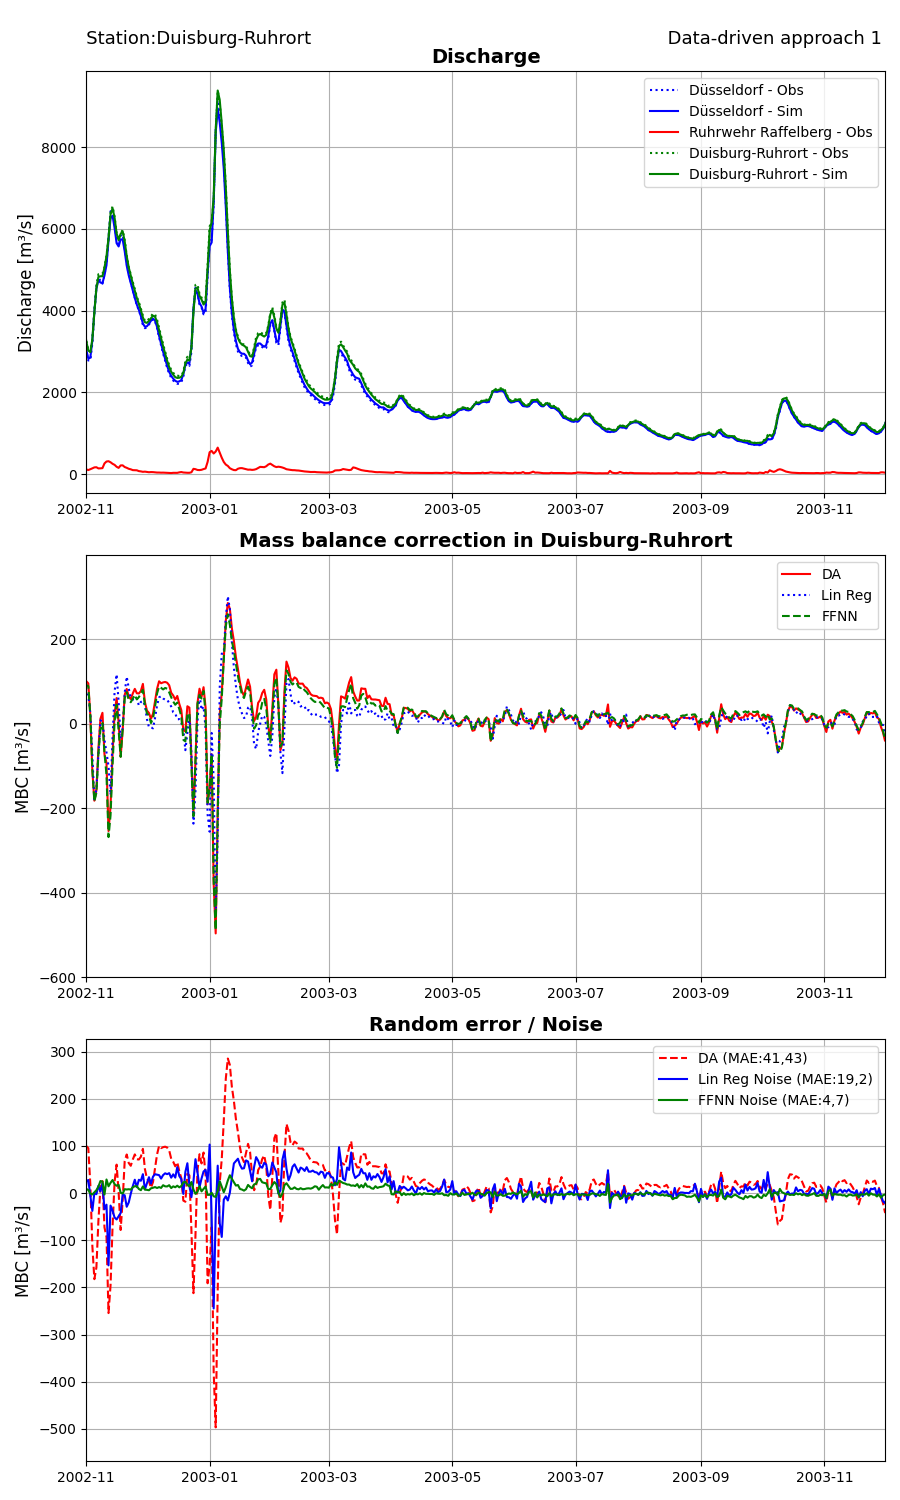 Station:Duisburg-Ruhrort Data-driven approach 1
Discharge
Düsseldorf - Obs
Düsseldorf - Sim
Ruhrwehr Raffelberg - Obs
Duisburg-Ruhrort - Obs
Duisburg-Ruhrort - Sim
Discharge [m³/s]
8000
6000
4000
2000
0
2002-11 2003-01 2003-03 2003-05 2003-07 2003-09 2003-11
Mass balance correction in Duisburg-Ruhrort
DA
Lin Reg
FFNN
MBC [m³/s]
200
0
−200
−400
−600
2002-11 2003-01 2003-03 2003-05 2003-07 2003-09 2003-11
Random error / Noise
DA (MAE:41,43)
Lin Reg Noise (MAE:19,2)
FFNN Noise (MAE:4,7)
MBC [m³/s]
300
200
100
0
−100
−200
−300
−400
−500
2002-11 2003-01 2003-03 2003-05 2003-07 2003-09 2003-11